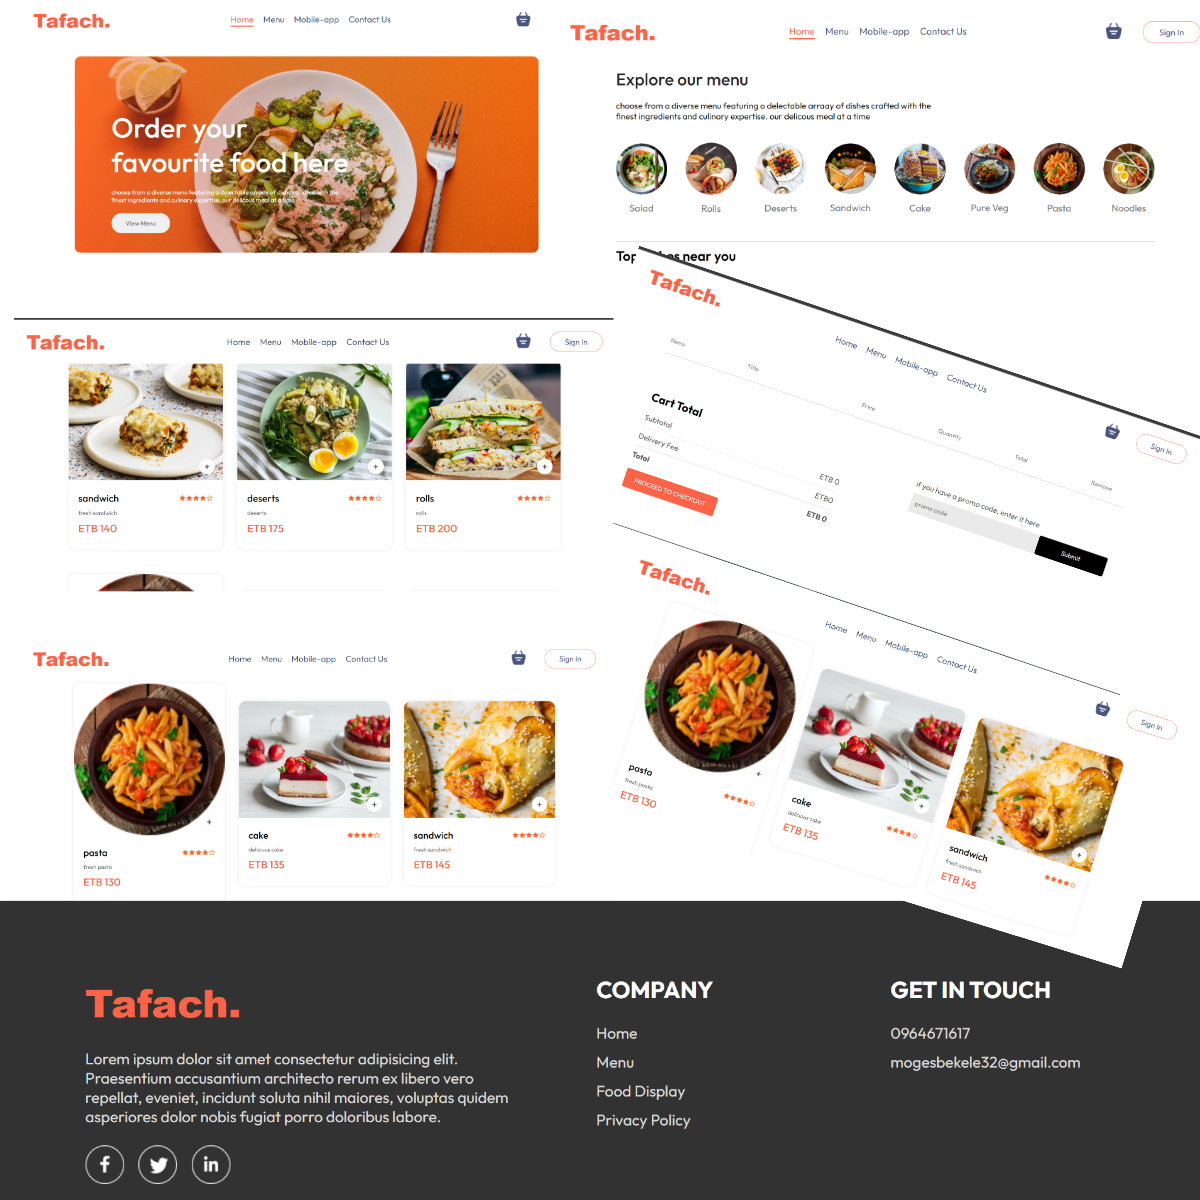 Tafach.
Home Menu Mobile-app Contact Us
Order your
favourite food here
choose from a diverse menu featuring a delectable arraay of dishes crafted with the
finest ingredients and culinary expertise. our delicous meal at a time
View Menu
Tafach.
Home Menu Mobile-app Contact Us
Sign In
Explore our menu
choose from a diverse menu featuring a delectable arraay of dishes crafted with the
finest ingredients and culinary expertise. our delicous meal at a time
Salad Rolls Deserts Sandwich Cake Pure Veg Pasta Noodles
Top near you
Tafach.
Home Menu Mobile-app Contact Us
Sign In
sandwich
fresh sandwich
ETB 140
deserts
deserts
ETB 175
rolls
rolls
ETB 200
Tafach.
Home Menu Mobile-app Contact Us
Sign In
Items Title Price Quantity Total Remove
Cart Total
Subtotal ETB 0
Delivery Fee ETB0
Total ETB 0
PROCEED TO CHECKOUT
if you have a promo code, enter it here
promo code
Submit
Tafach.
Home Menu Mobile-app Contact Us
Sign In
pasta
fresh pasta
ETB 130
cake
delicious cake
ETB 135
sandwich
fresh sandwich
ETB 145
Tafach.
Home Menu Mobile-app Contact Us
Sign In
pasta
fresh pasta
ETB 130
cake
delicious cake
ETB 135
sandwich
fresh sandwich
ETB 145
Tafach.
Lorem ipsum dolor sit amet consectetur adipisicing elit.
Praesentium accusantium architecto rerum ex libero vero
repellat, eveniet, incidunt soluta nihil maiores, voluptas quidem
asperiores dolor nobis fugiat porro doloribus labore.
COMPANY
Home
Menu
Food Display
Privacy Policy
GET IN TOUCH
0964671617
mogesbekele32@gmail.com